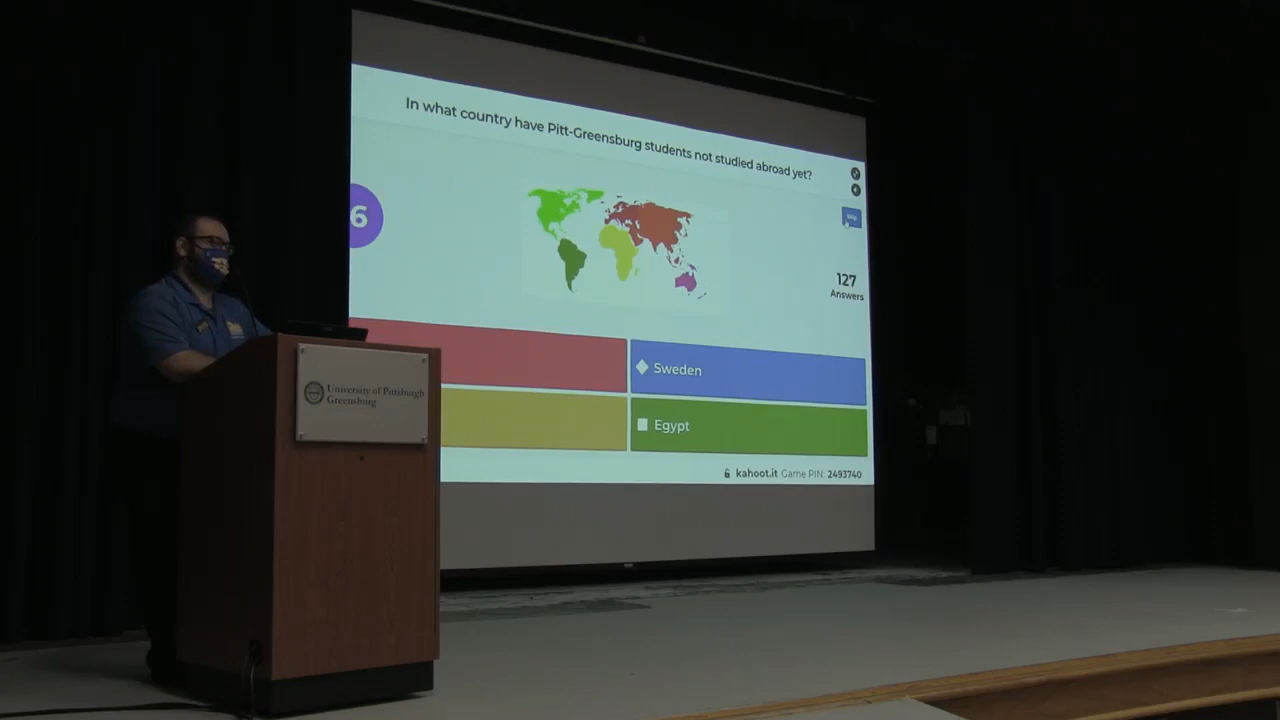 In what country have Pitt-Greensburg students not studied abroad yet?
6
127
Answers
Sweden
Egypt
kahoot.it Game PIN: 2493740
University of Pittsburgh
Greensburg